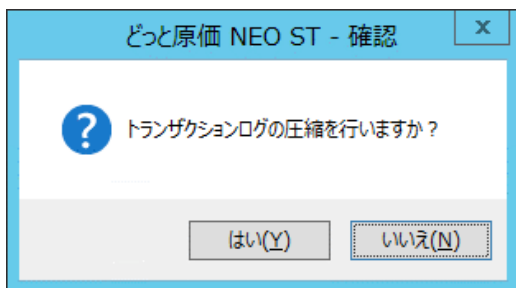 どっと原価 NEO ST - 確認
x
?
トランザクションログの圧縮を行いますか？
はい(Y) いいえ(N)